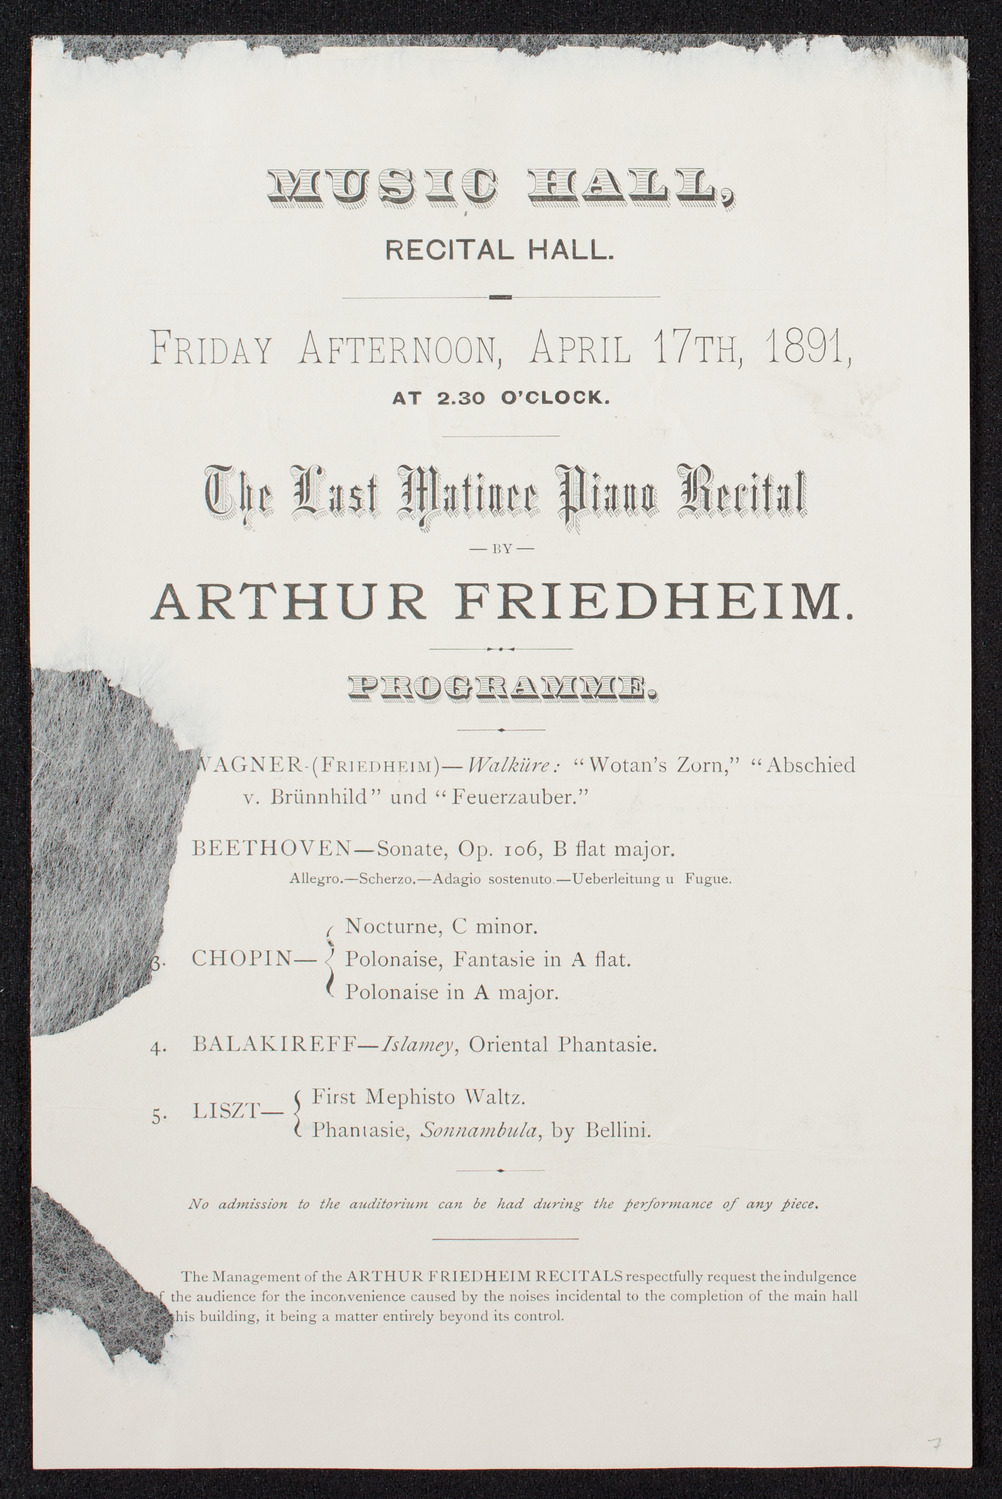 MUSIC HALL,
RECITAL HALL.
FRIDAY AFTERNOON, APRIL 17TH, 1891,
AT 2.30 O'CLOCK.
The Last Matinee Piano Recital
— BY —
ARTHUR FRIEDHEIM.
PROGRAMME.
WAGNER-(FRIEDHEIM)—Walküre: "Wotan's Zorn," "Abschied
v. Brünnhild" und "Feuerzauber."
BEETHOVEN—Sonate, Op. 106, B flat major.
Allegro.—Scherzo.—Adagio sostenuto.—Ueberleitung u Fugue.
3. CHOPIN—
Nocturne, C minor.
Polonaise, Fantasie in A flat.
Polonaise in A major.
4. BALAKIREFF—Islamey, Oriental Phantasie.
5. LISZT—
First Mephisto Waltz.
Phantasie, Sonnambula, by Bellini.
No admission to the auditorium can be had during the performance of any piece.
The Management of the ARTHUR FRIEDHEIM RECITALS respectfully request the indulgence
f the audience for the inconvenience caused by the noises incidental to the completion of the main hall
his building, it being a matter entirely beyond its control.
7